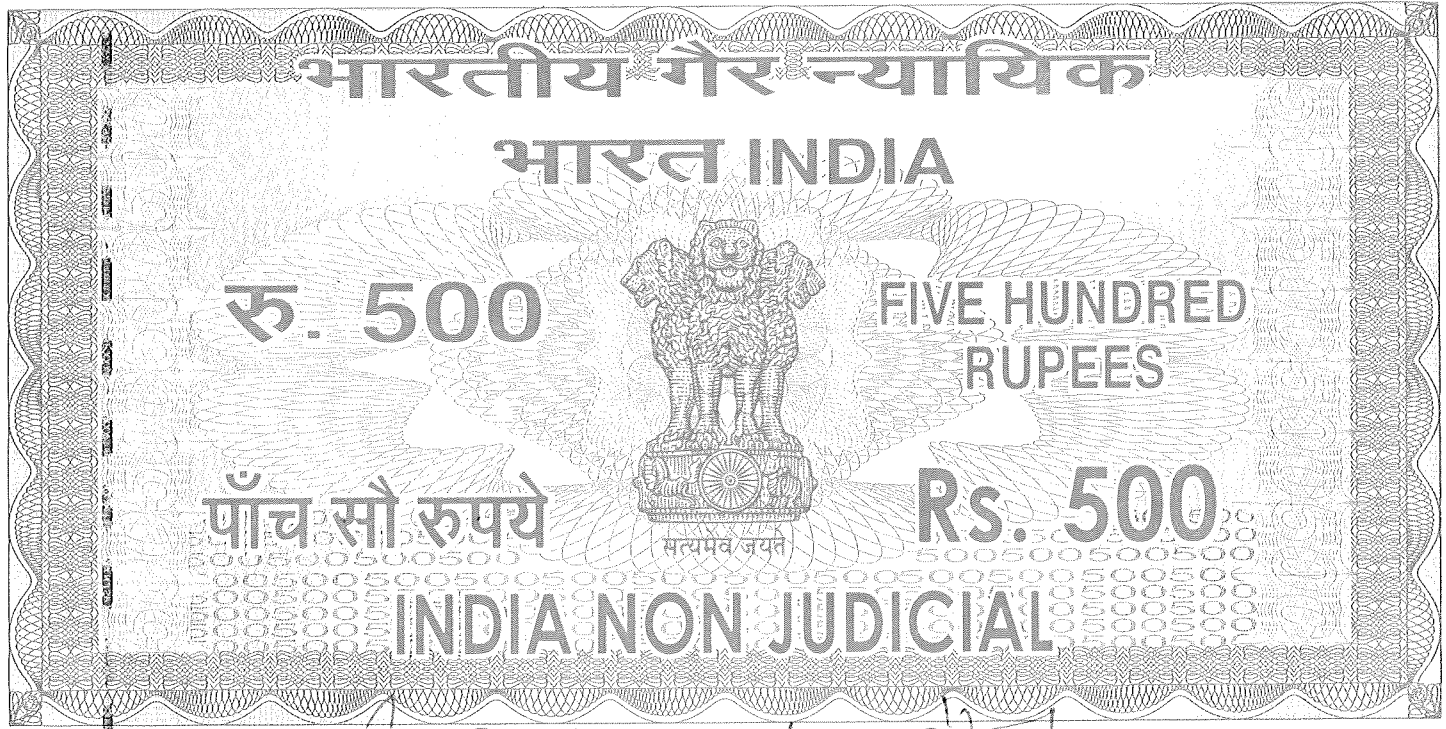 भारतीय गैर न्यायिक
भारत INDIA
रु. 500
FIVE HUNDRED
RUPEES
पाँच सौ रुपये
Rs. 500
सत्यमेव जयते
INDIA NON JUDICIAL